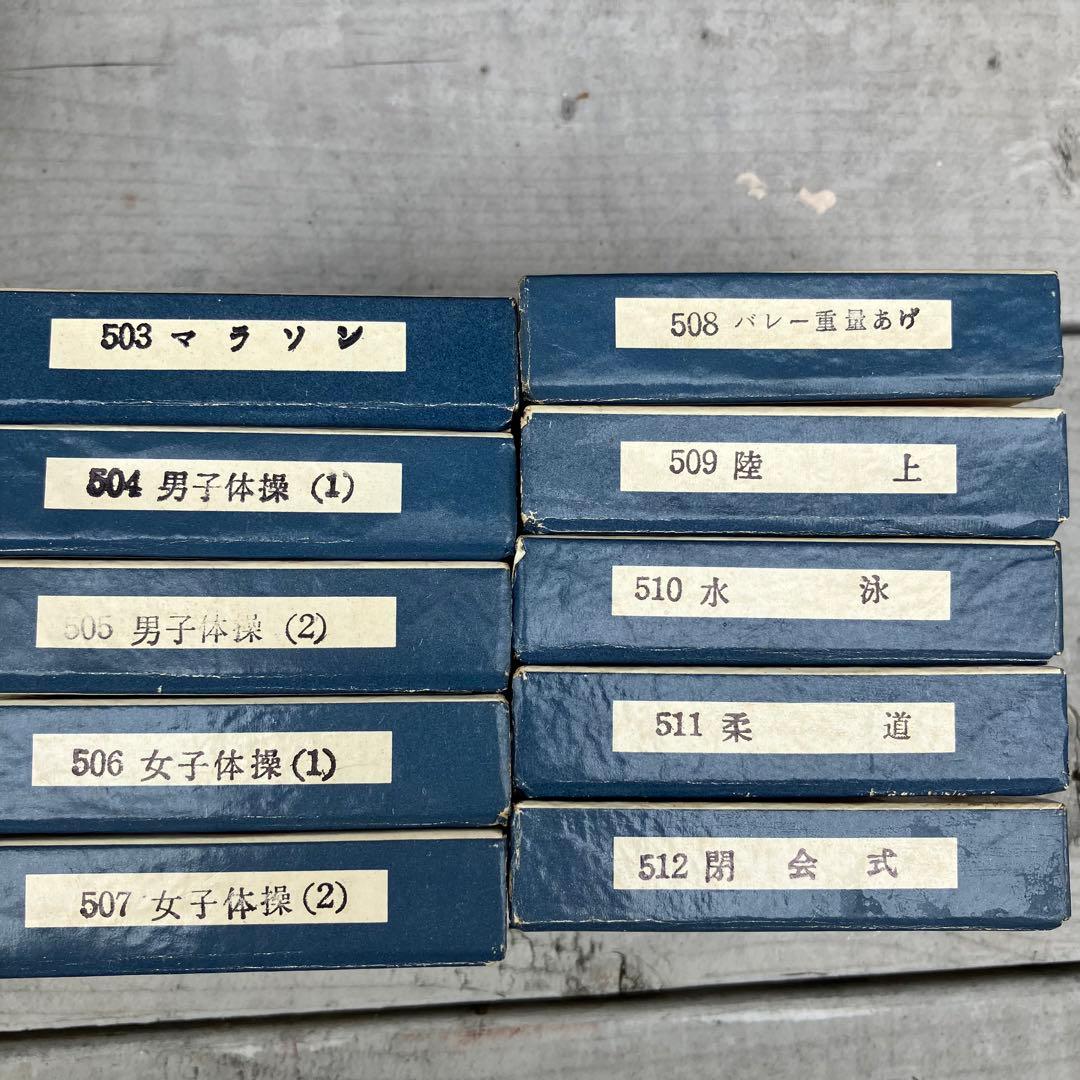 503 マラソン
504 男子体操 (1)
505 男子体操 (2)
506 女子体操 (1)
507 女子体操 (2)
508 バレー重量あげ
509 陸 上
510 水 泳
511 柔 道
512 閉 会 式